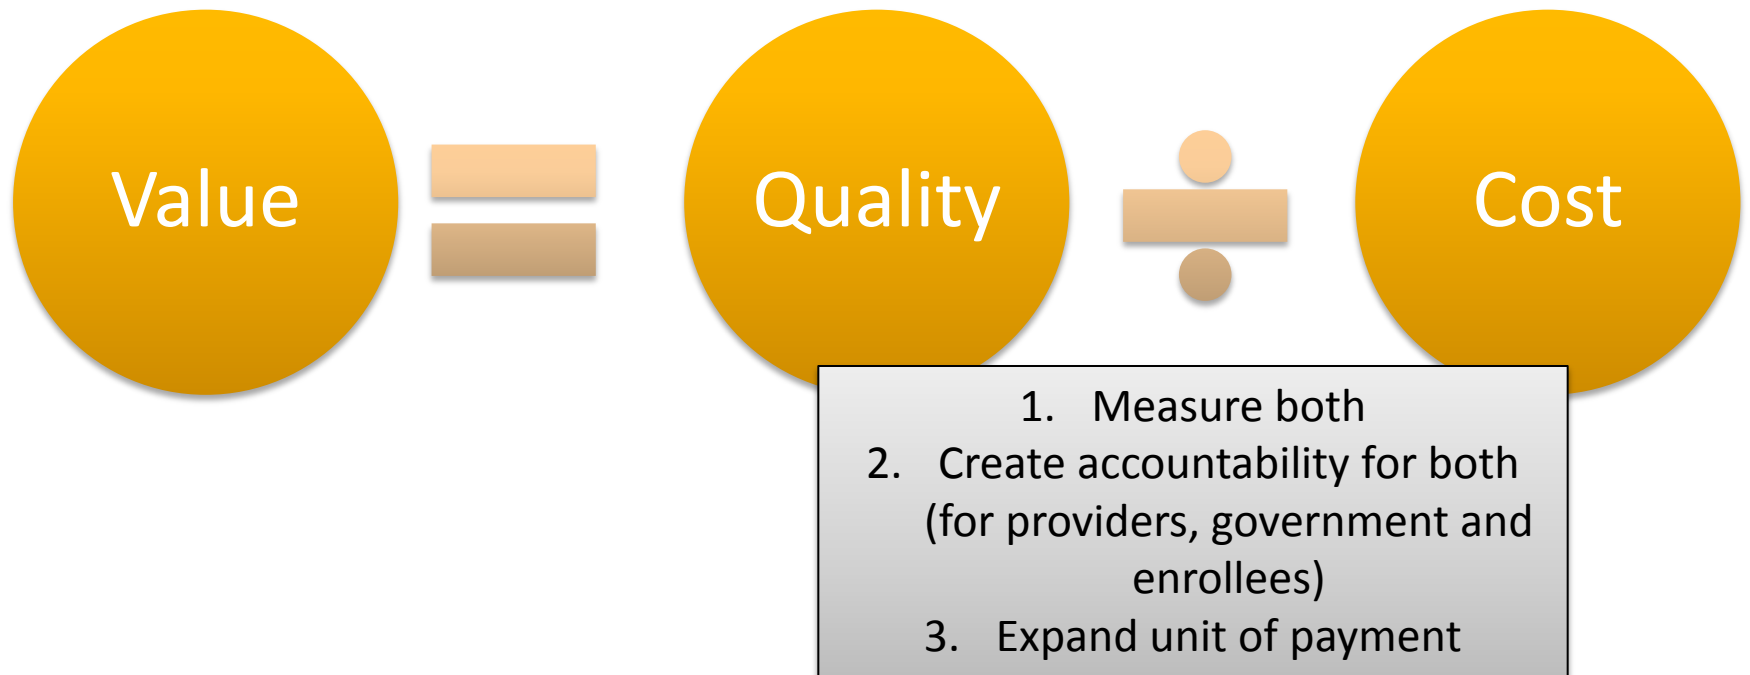 Value
Quality
Cost
1. Measure both
2. Create accountability for both
(for providers, government and
enrollees)
3. Expand unit of payment